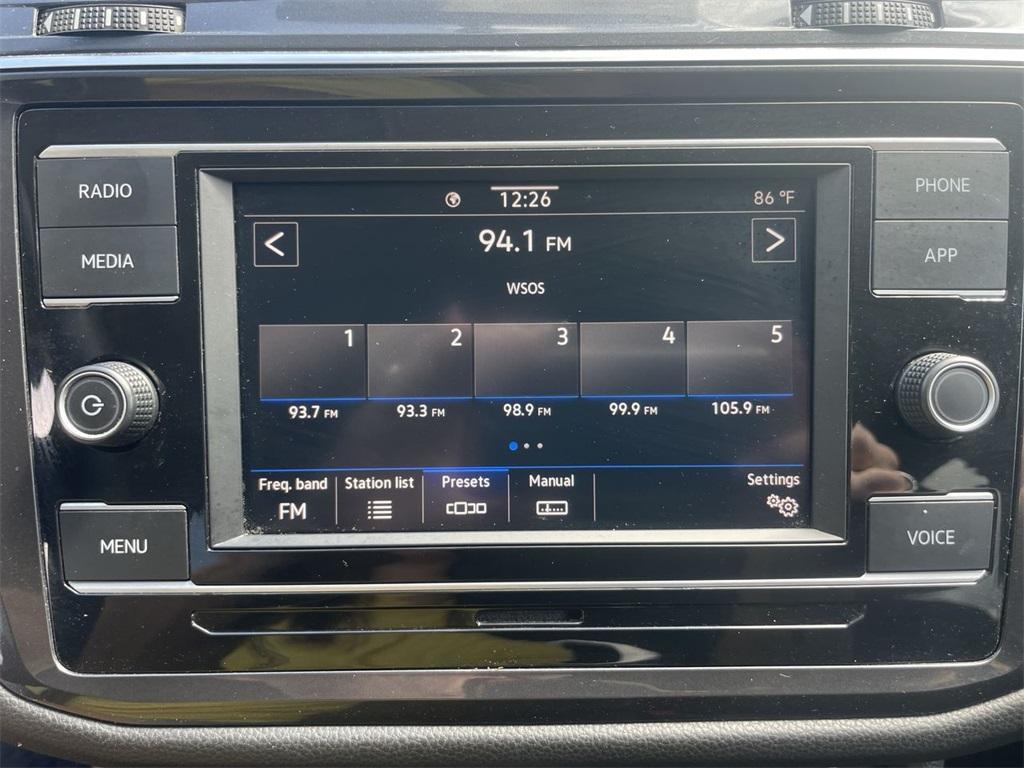 12:26 86 °F
RADIO
MEDIA
PHONE
APP
< 94.1 FM >
WSOS
1 2 3 4 5
93.7 FM 93.3 FM 98.9 FM 99.9 FM 105.9 FM
Freq. band Station list Presets Manual Settings
FM
MENU
VOICE